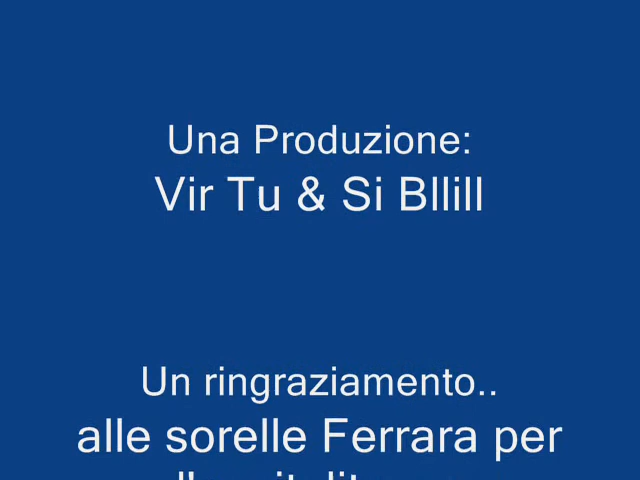 Una Produzione:
Vir Tu & Si Bllill
Un ringraziamento..
alle sorelle Ferrara per